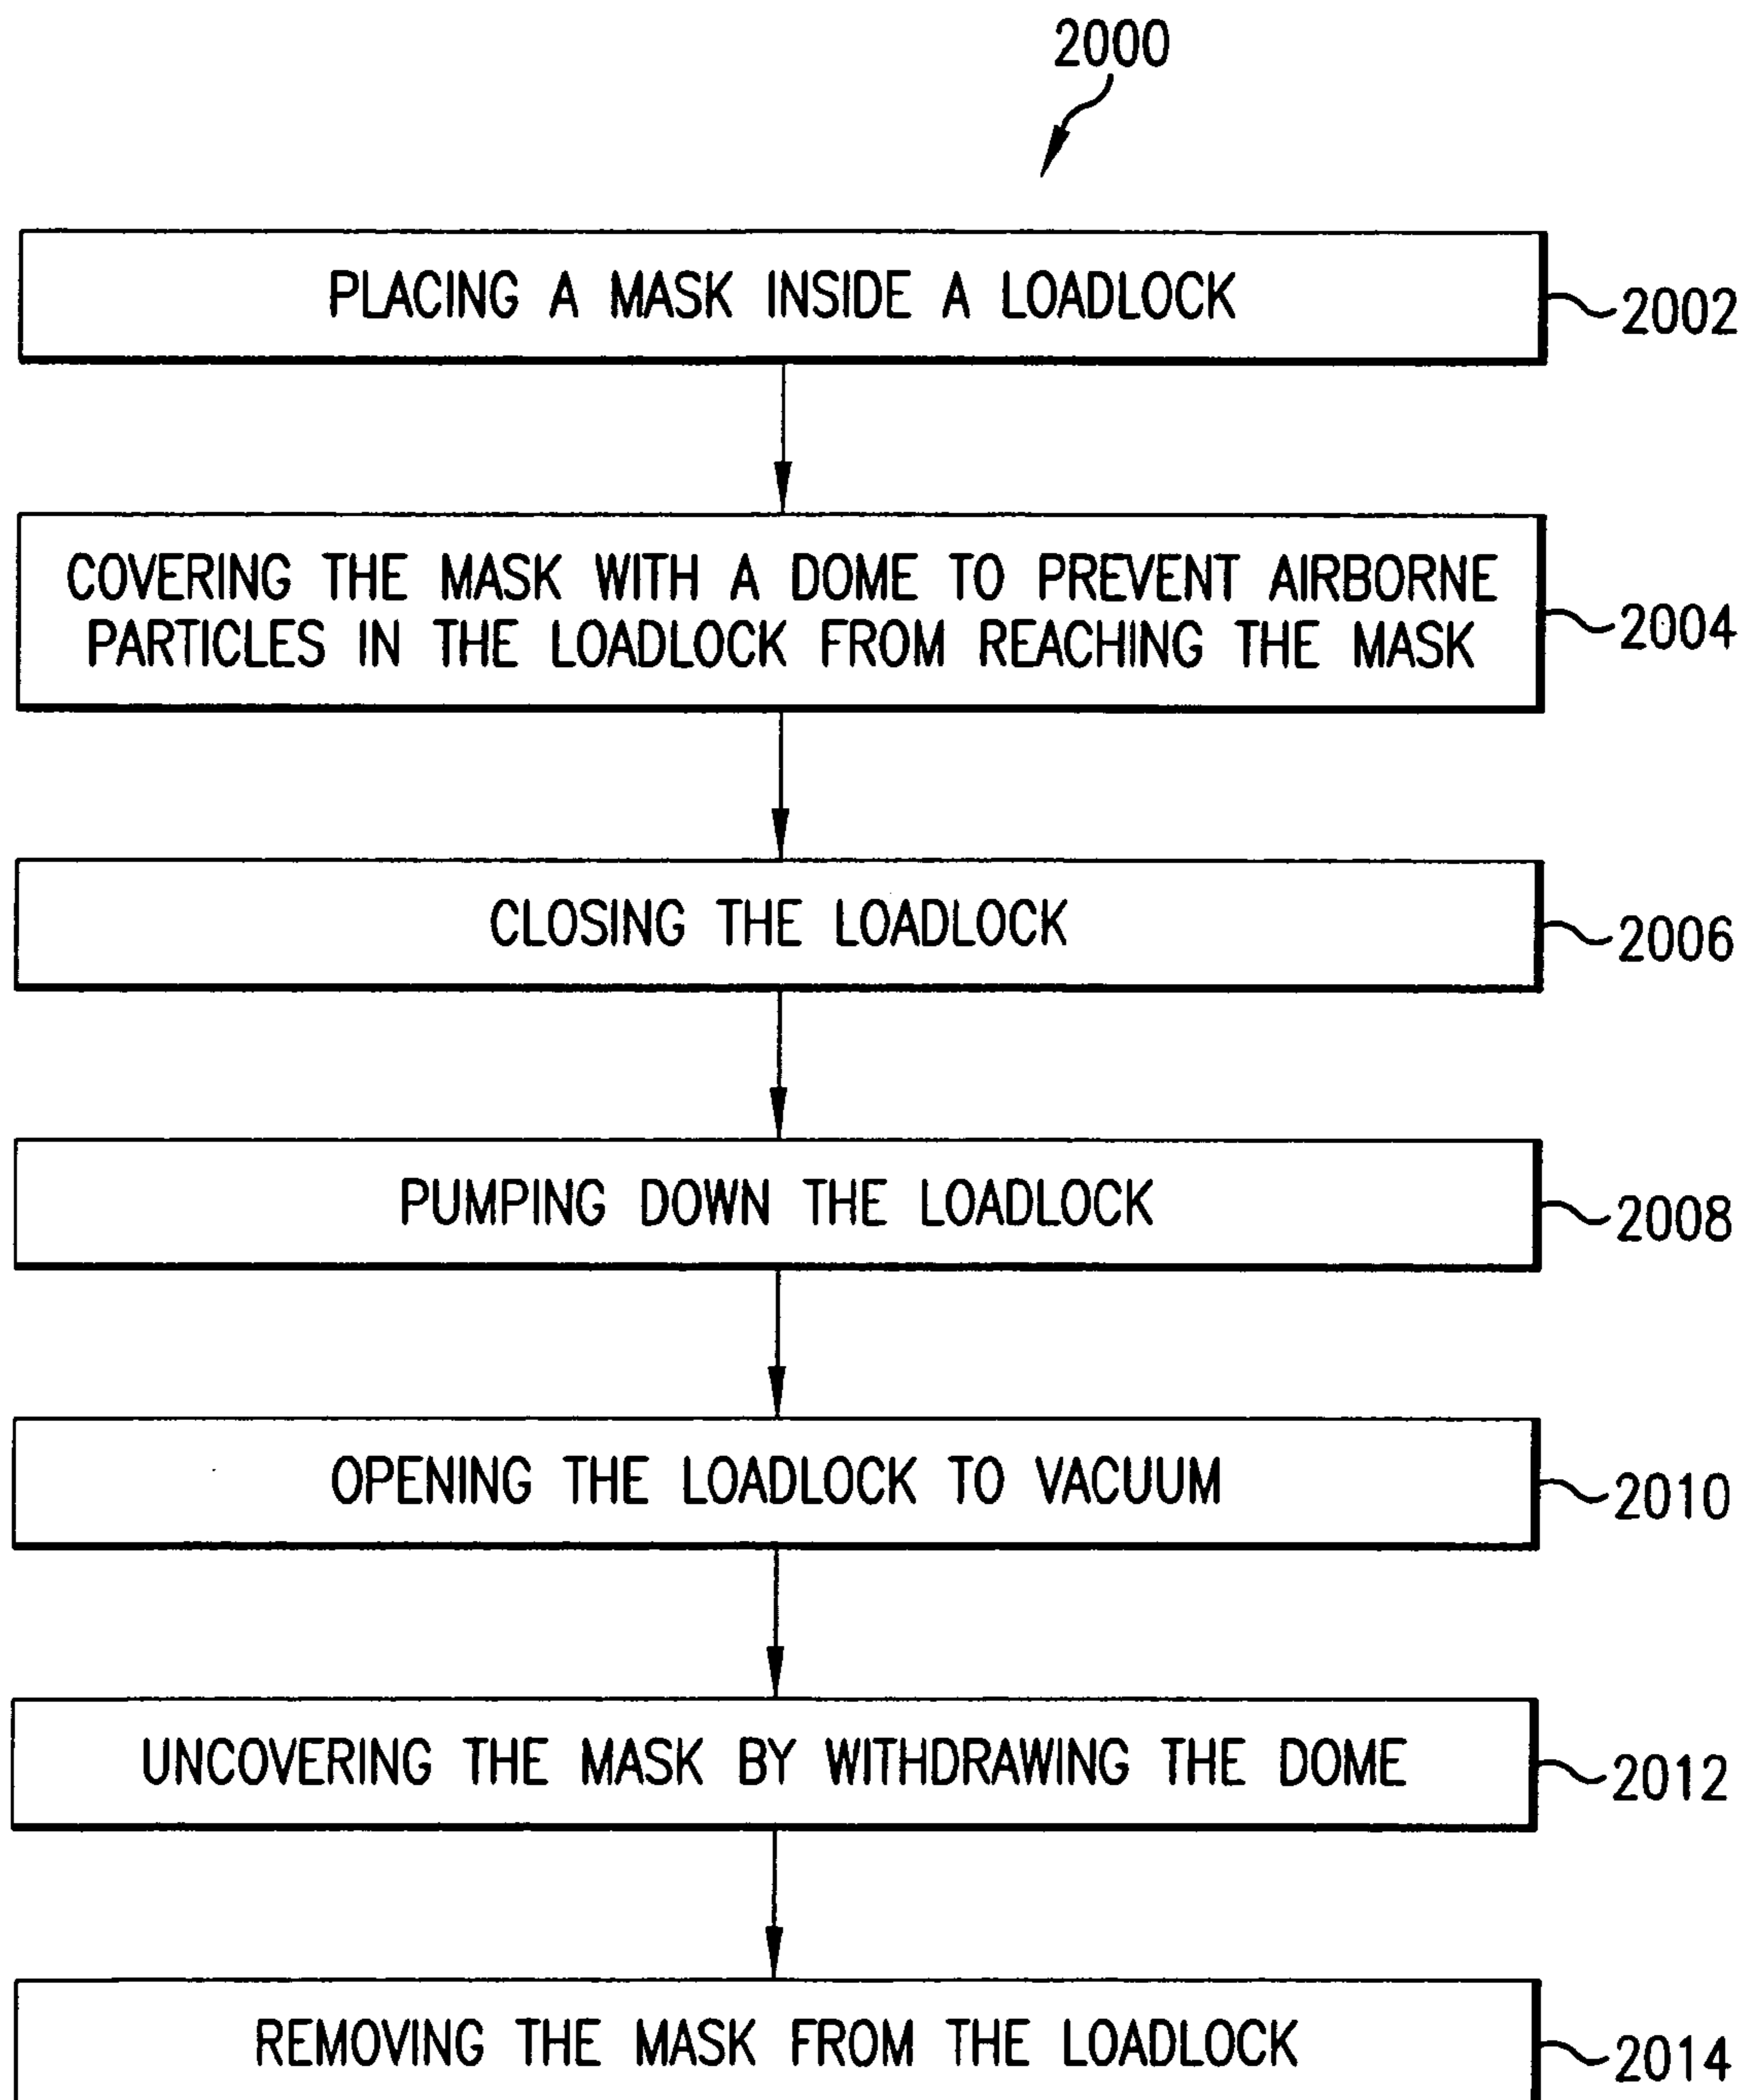 2000
PLACING A MASK INSIDE A LOADLOCK
2002
COVERING THE MASK WITH A DOME TO PREVENT AIRBORNE
PARTICLES IN THE LOADLOCK FROM REACHING THE MASK
2004
CLOSING THE LOADLOCK
2006
PUMPING DOWN THE LOADLOCK
2008
OPENING THE LOADLOCK TO VACUUM
2010
UNCOVERING THE MASK BY WITHDRAWING THE DOME
2012
REMOVING THE MASK FROM THE LOADLOCK
2014